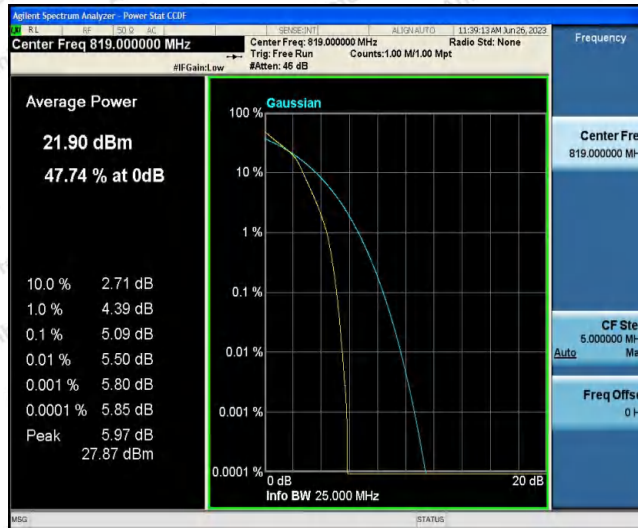 Agilent Spectrum Analyzer - Power Stat CCDF
RL RF 50 Ω AC SENSE:INT ALIGN AUTO 11:39:13 AM Jun 26, 2023
Center Freq 819.000000 MHz
Center Freq: 819.000000 MHz Radio Std: None
Trig: Free Run Counts:1.00 M/1.00 Mpt
#IFGain:Low #Atten: 46 dB
Frequency
Average Power
21.90 dBm
47.74 % at 0dB
10.0 % 2.71 dB
1.0 % 4.39 dB
0.1 % 5.09 dB
0.01 % 5.50 dB
0.001 % 5.80 dB
0.0001 % 5.85 dB
Peak 5.97 dB
27.87 dBm
Gaussian
100 %
10 %
1 %
0.1 %
0.01 %
0.001 %
0.0001 %
0 dB 20 dB
Info BW 25.000 MHz
Center Fre
819.000000 MH
CF Ste
5.000000 MH
Auto Ma
Freq Offse
0 H
MSG STATUS